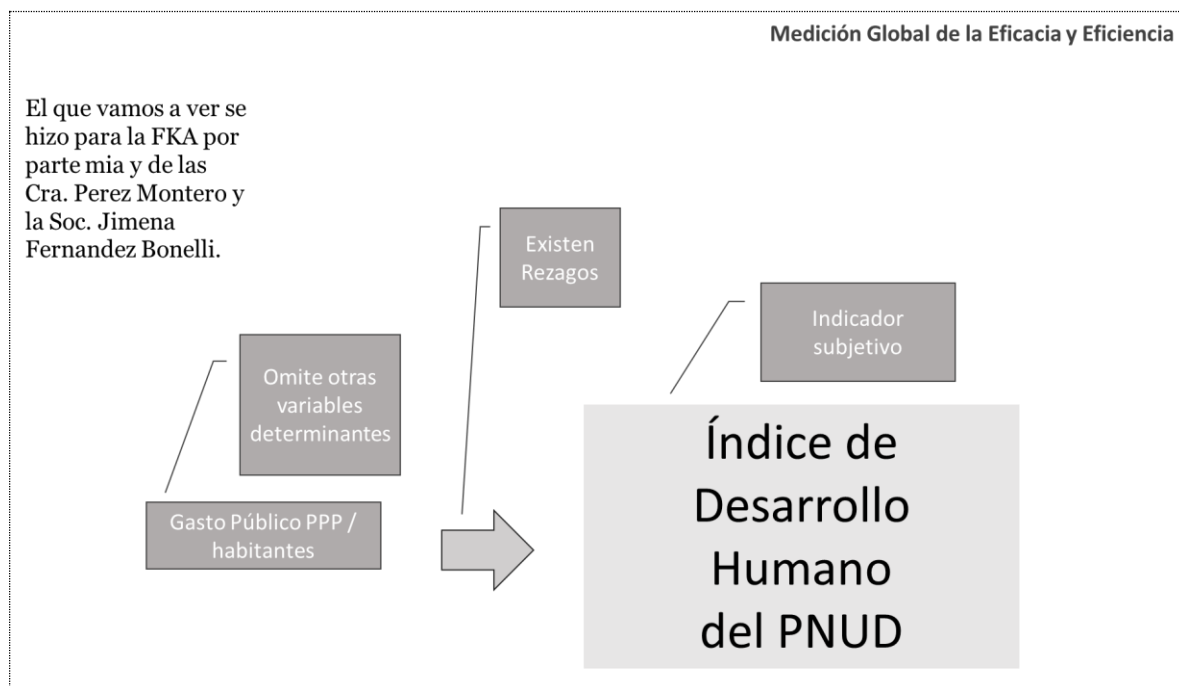 Medición Global de la Eficacia y Eficiencia
El que vamos a ver se
hizo para la FKA por
parte mia y de las
Cra. Perez Montero y
la Soc. Jimena
Fernandez Bonelli.
Existen
Rezagos
Indicador
subjetivo
Omite otras
variables
determinantes
Gasto Público PPP /
habitantes
Índice de
Desarrollo
Humano
del PNUD